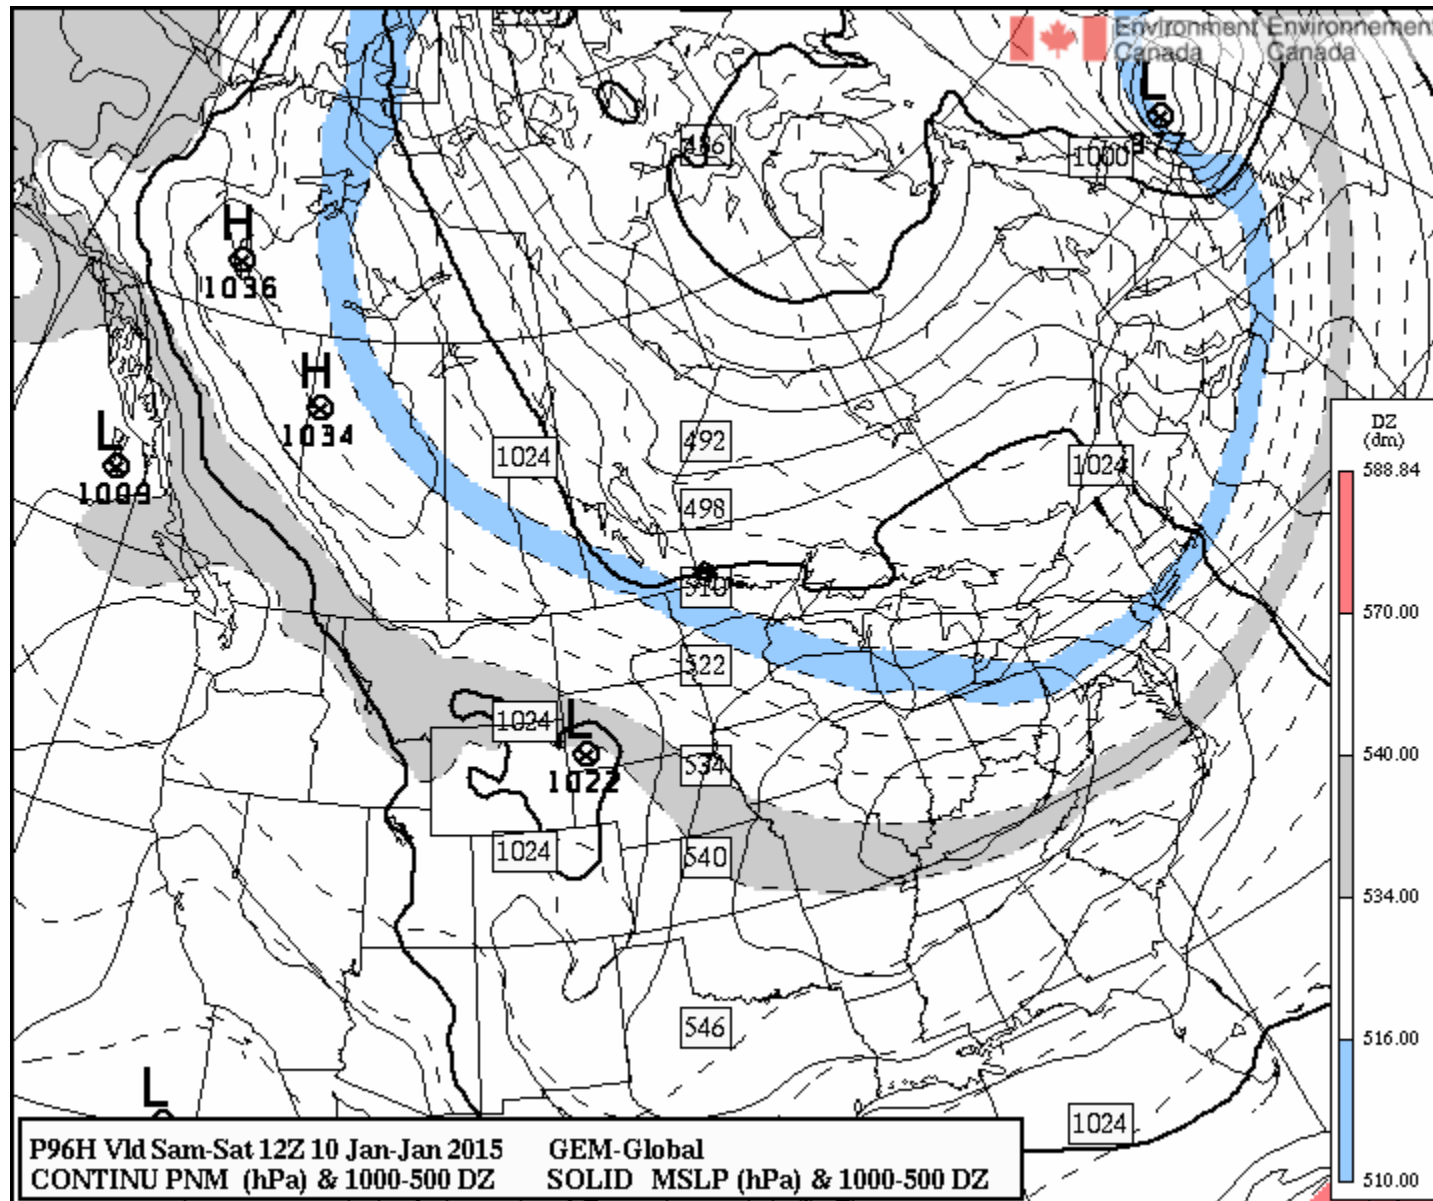 Environment Environnement
Canada Canada
L
977
486
1000
H
1036
H
1034
L
1009
1024
492
1024
498
510
522
1024
L
1022
534
1024
540
546
L
1024
DZ
(dm)
588.84
570.00
540.00
534.00
516.00
510.00
P96H Vld Sam-Sat 12Z 10 Jan-Jan 2015 GEM-Global
CONTINU PNM (hPa) & 1000-500 DZ SOLID MSLP (hPa) & 1000-500 DZ